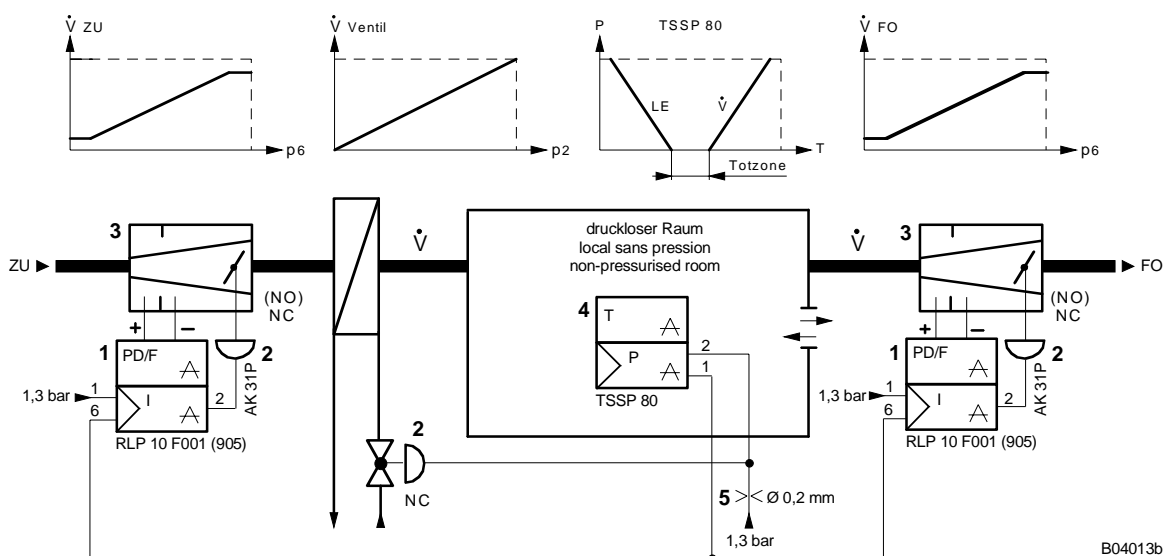 V̇ ZU
p6
V̇ Ventil
p2
P
TSSP 80
LE
V̇
T
Totzone
V̇ FO
p6
3
ZU
(NO)
NC
+
–
1
PD/F
2
AK 31P
1,3 bar
1
6
I
2
RLP 10 F001 (905)
V̇
druckloser Raum
local sans pression
non-pressurised room
4
T
P
2
1
TSSP 80
2
NC
5
Ø 0,2 mm
1,3 bar
V̇
3
FO
(NO)
NC
+
–
1
PD/F
2
AK 31P
1,3 bar
1
6
I
2
RLP 10 F001 (905)
B04013b